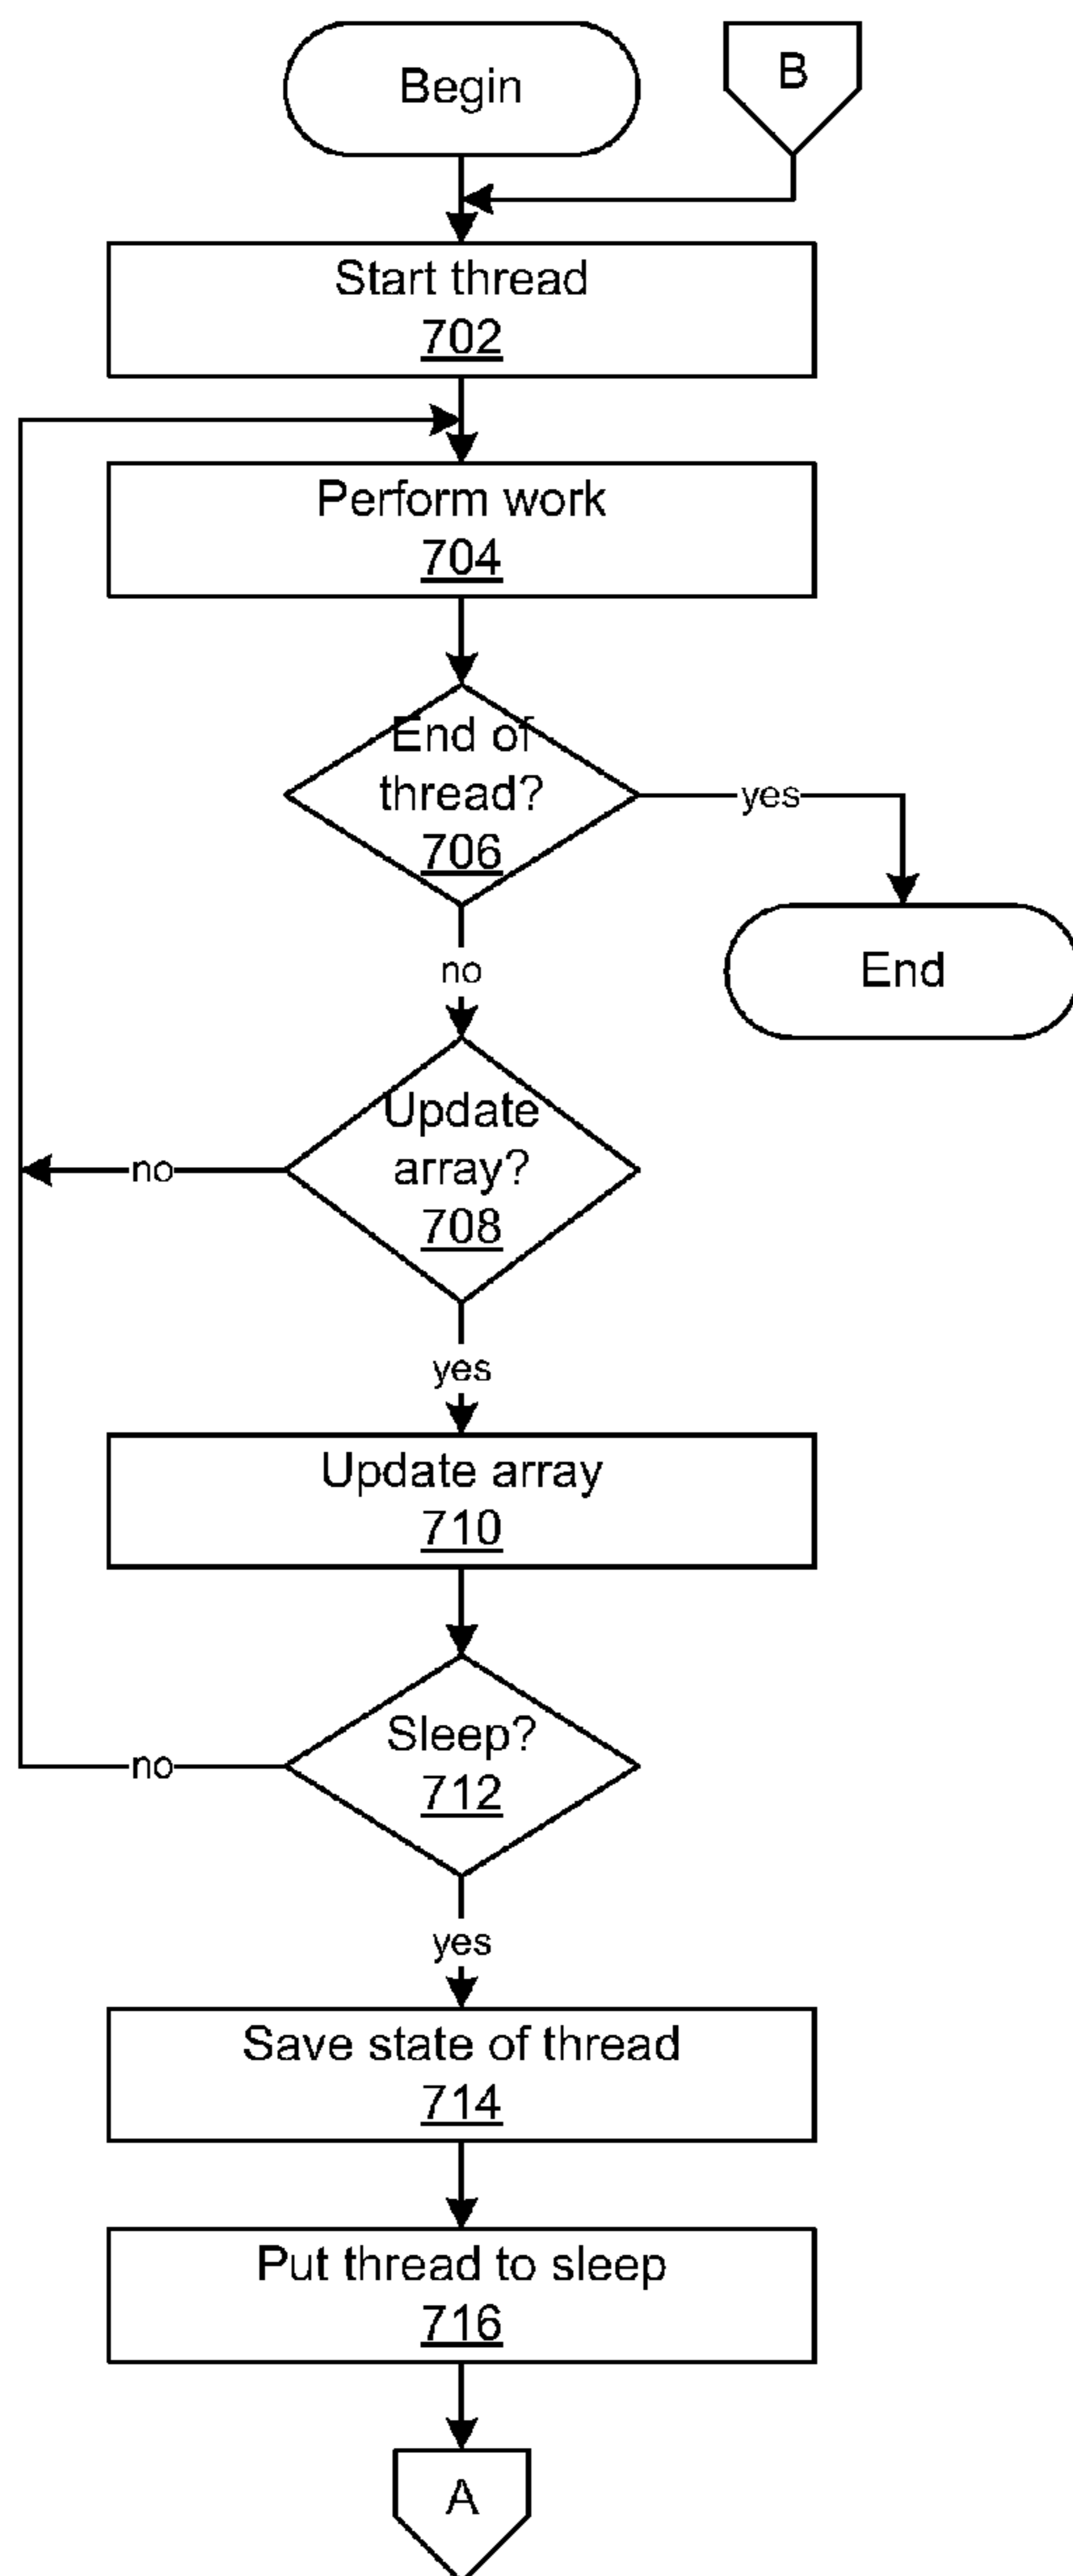 Begin
B
Start thread
702
Perform work
704
End of
thread?
706
yes
End
no
Update
array?
708
no
yes
Update array
710
Sleep?
712
no
yes
Save state of thread
714
Put thread to sleep
716
A